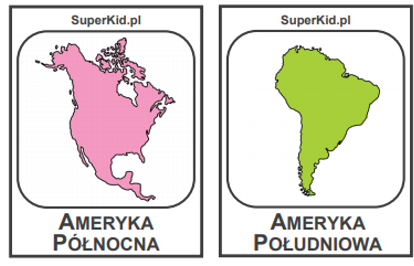 SuperKid.pl
AMERYKA
PÓŁNOCNA
SuperKid.pl
AMERYKA
POŁUDNIOWA